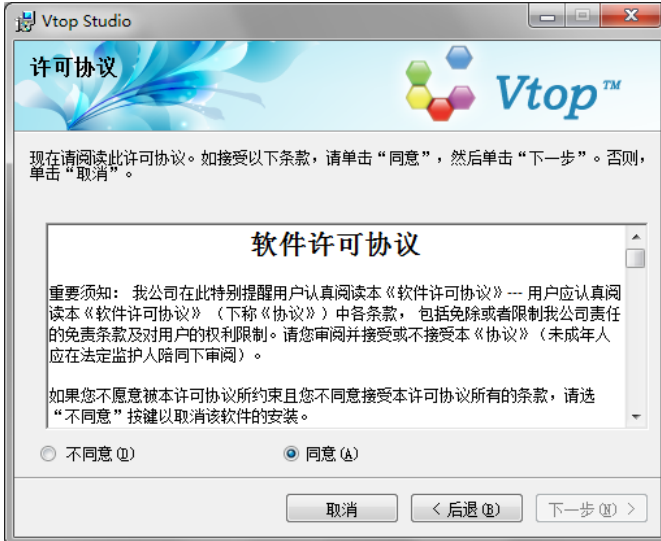 Vtop Studio
许可协议
Vtop™
现在请阅读此许可协议。如接受以下条款，请单击“同意”，然后单击“下一步”。否则，
单击“取消”。
软件许可协议
重要须知： 我公司在此特别提醒用户认真阅读本《软件许可协议》--- 用户应认真阅
读本《软件许可协议》（下称《协议》）中各条款， 包括免除或者限制我公司责任
的免责条款及对用户的权利限制。请您审阅并接受或不接受本《协议》（未成年人
应在法定监护人陪同下审阅）。
如果您不愿意被本许可协议所约束且您不同意接受本许可协议所有的条款，请选
“不同意”按键以取消该软件的安装。
不同意(D)
同意(A)
取消
< 后退(B)
下一步(N) >